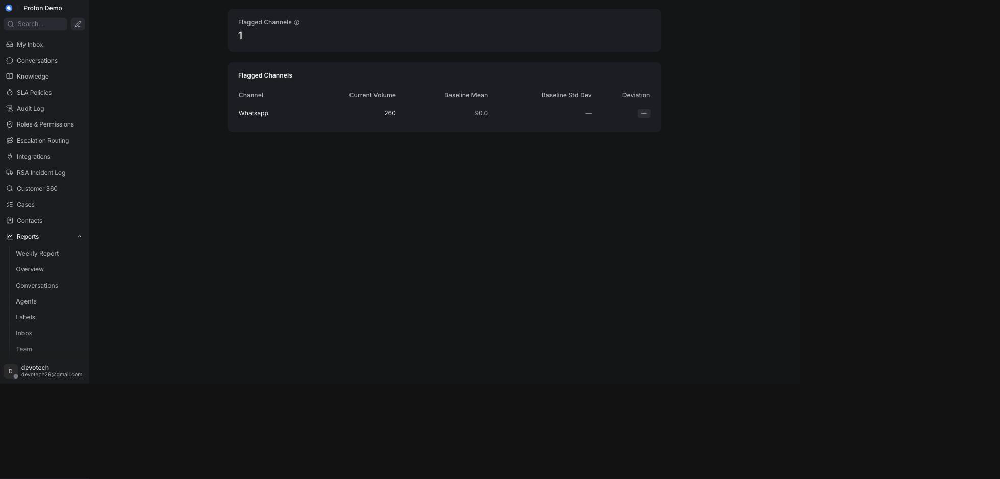 Proton Demo
Search...
My Inbox
Conversations
Knowledge
SLA Policies
Audit Log
Roles & Permissions
Escalation Routing
Integrations
RSA Incident Log
Customer 360
Cases
Contacts
Reports
Weekly Report
Overview
Conversations
Agents
Labels
Inbox
Team
D
devotech
devotech29@gmail.com
Flagged Channels
1
Flagged Channels
Channel Current Volume Baseline Mean Baseline Std Dev Deviation
Whatsapp 260 90.0 — —